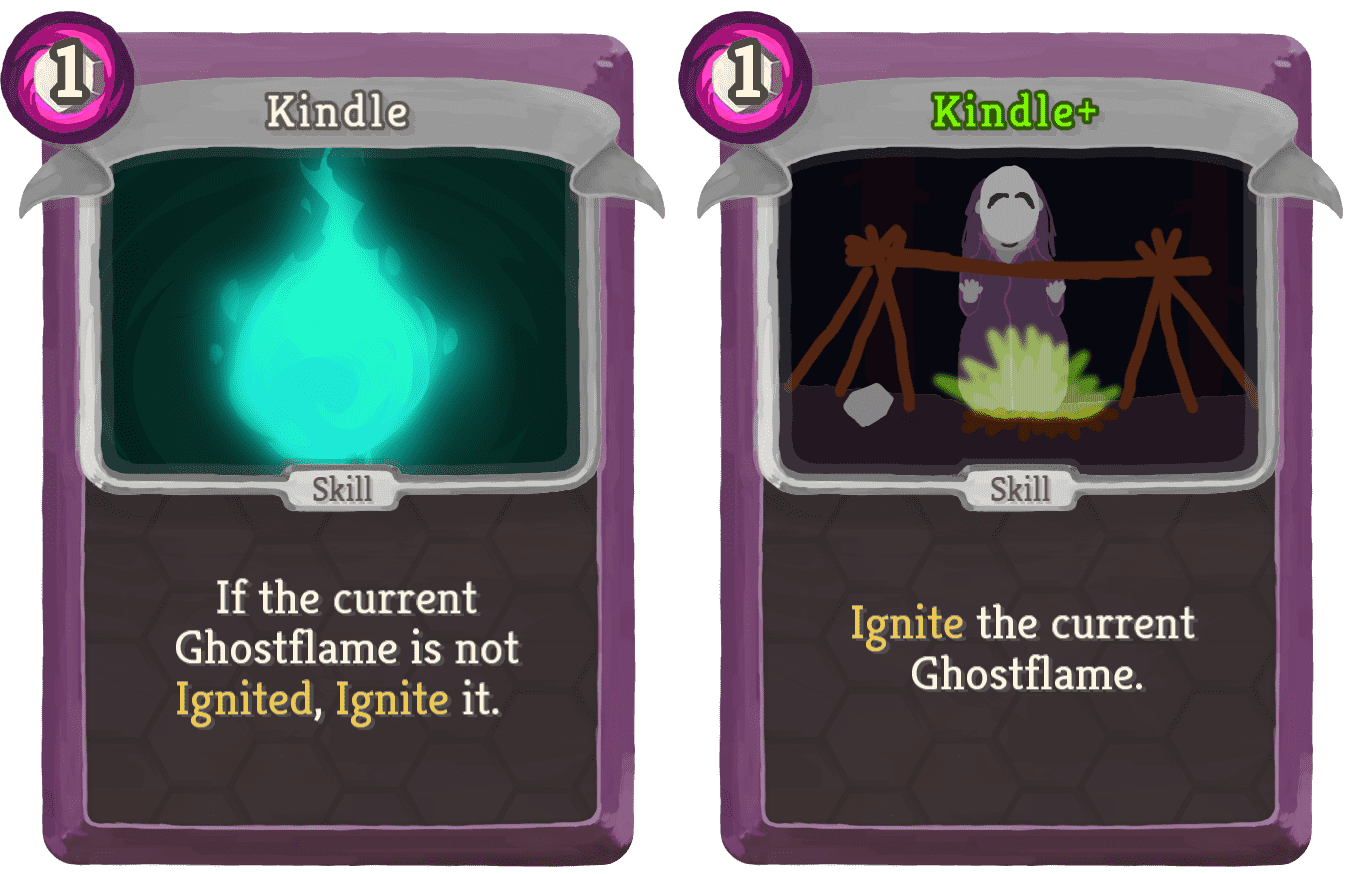 1
Kindle
Skill
If the current
Ghostflame is not
Ignited, Ignite it.
1
Kindle+
Skill
Ignite the current
Ghostflame.